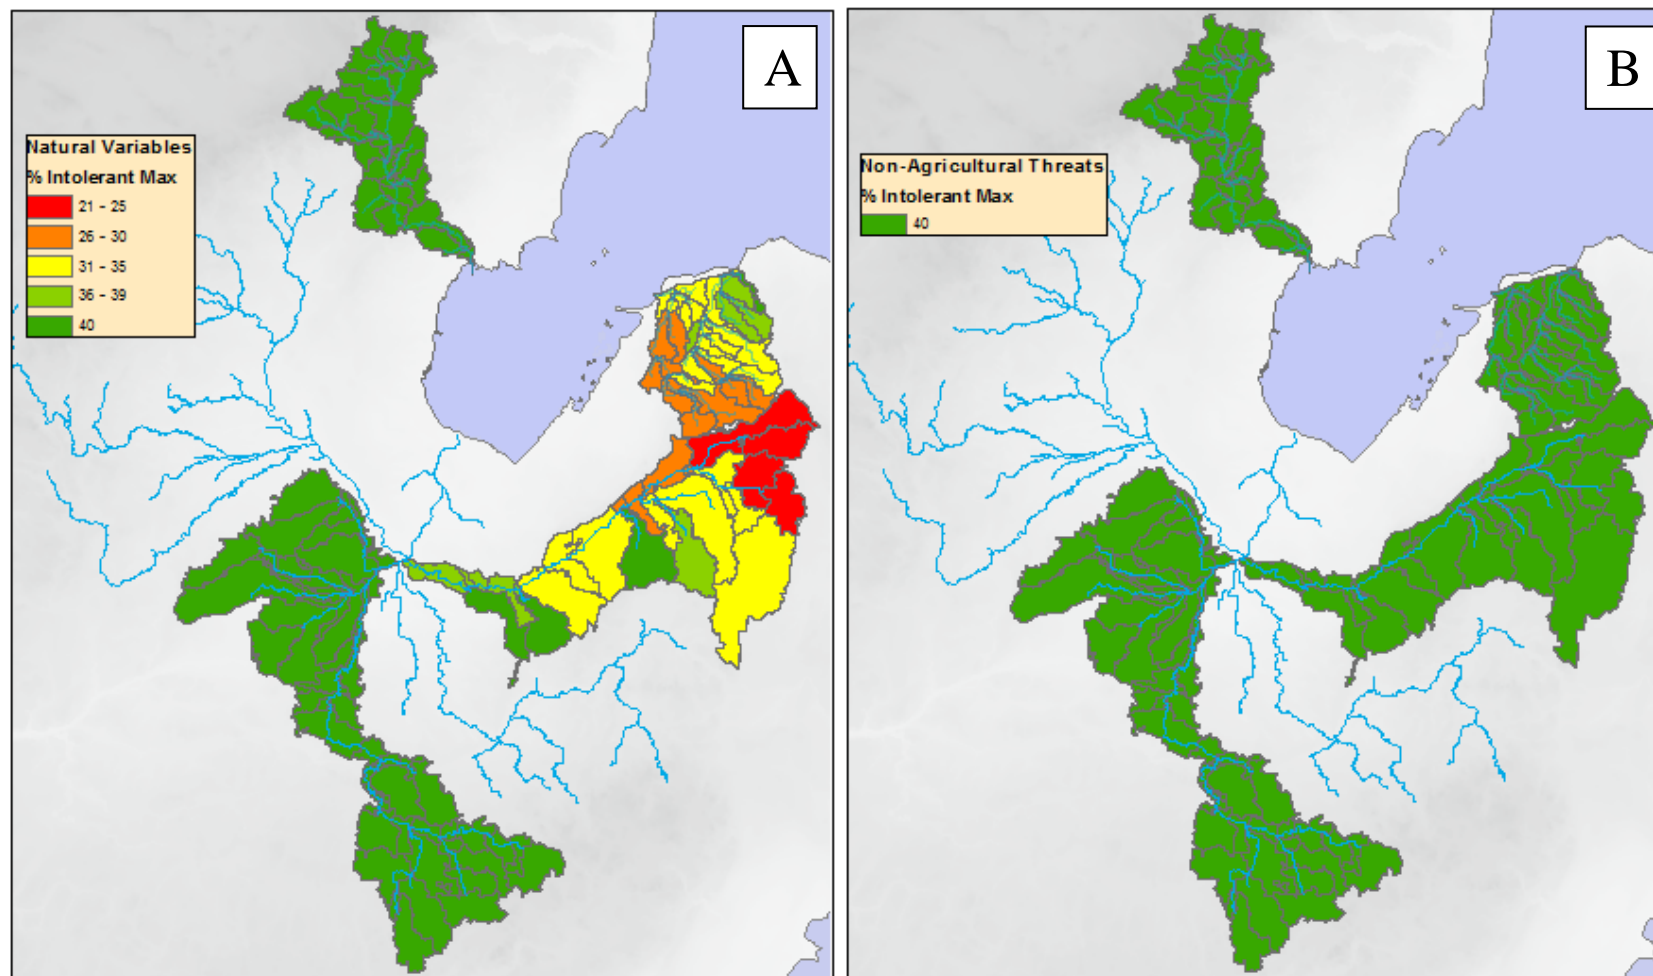 A
Natural Variables
% Intolerant Max
21 - 25
26 - 30
31 - 35
36 - 39
40
B
Non-Agricultural Threats
% Intolerant Max
40